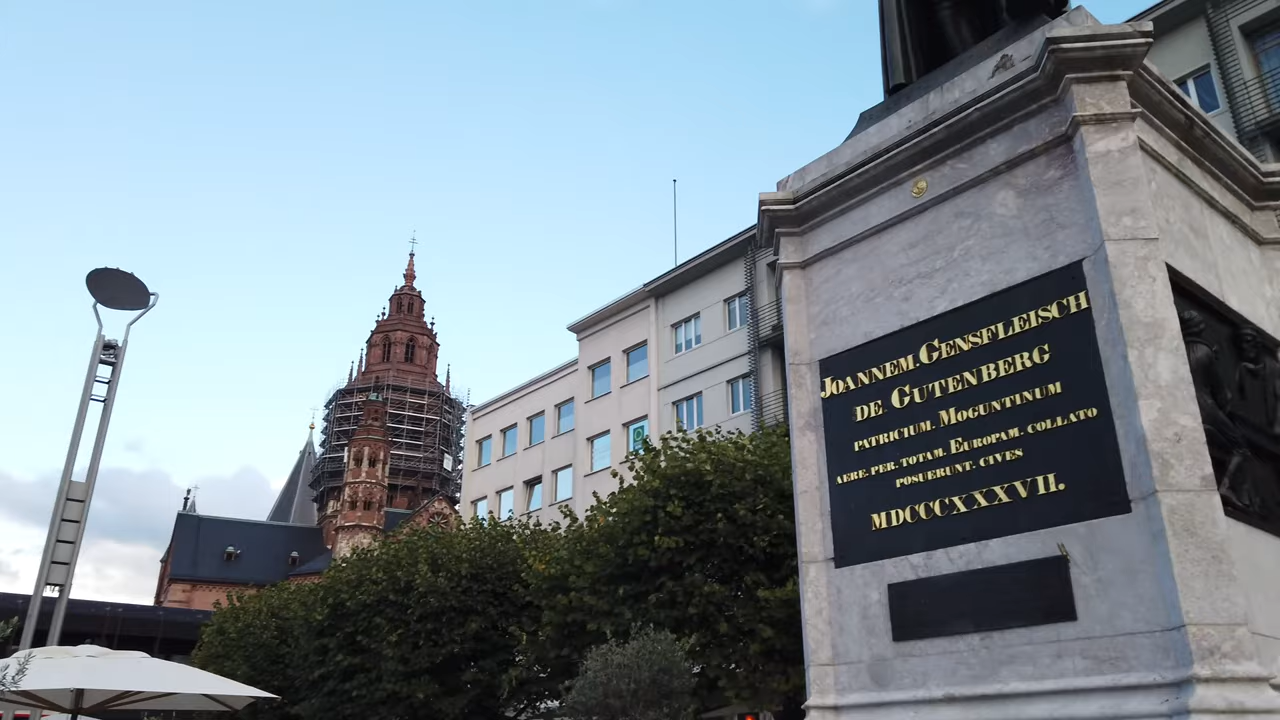 JOANNEM.GENSFLEISCH
DE. GUTENBERG
PATRICIUM. MOGUNTINUM
AERE.PER.TOTAM.EUROPAM.COLLATO
POSUERUNT. CIVES
MDCCCXXXVII.